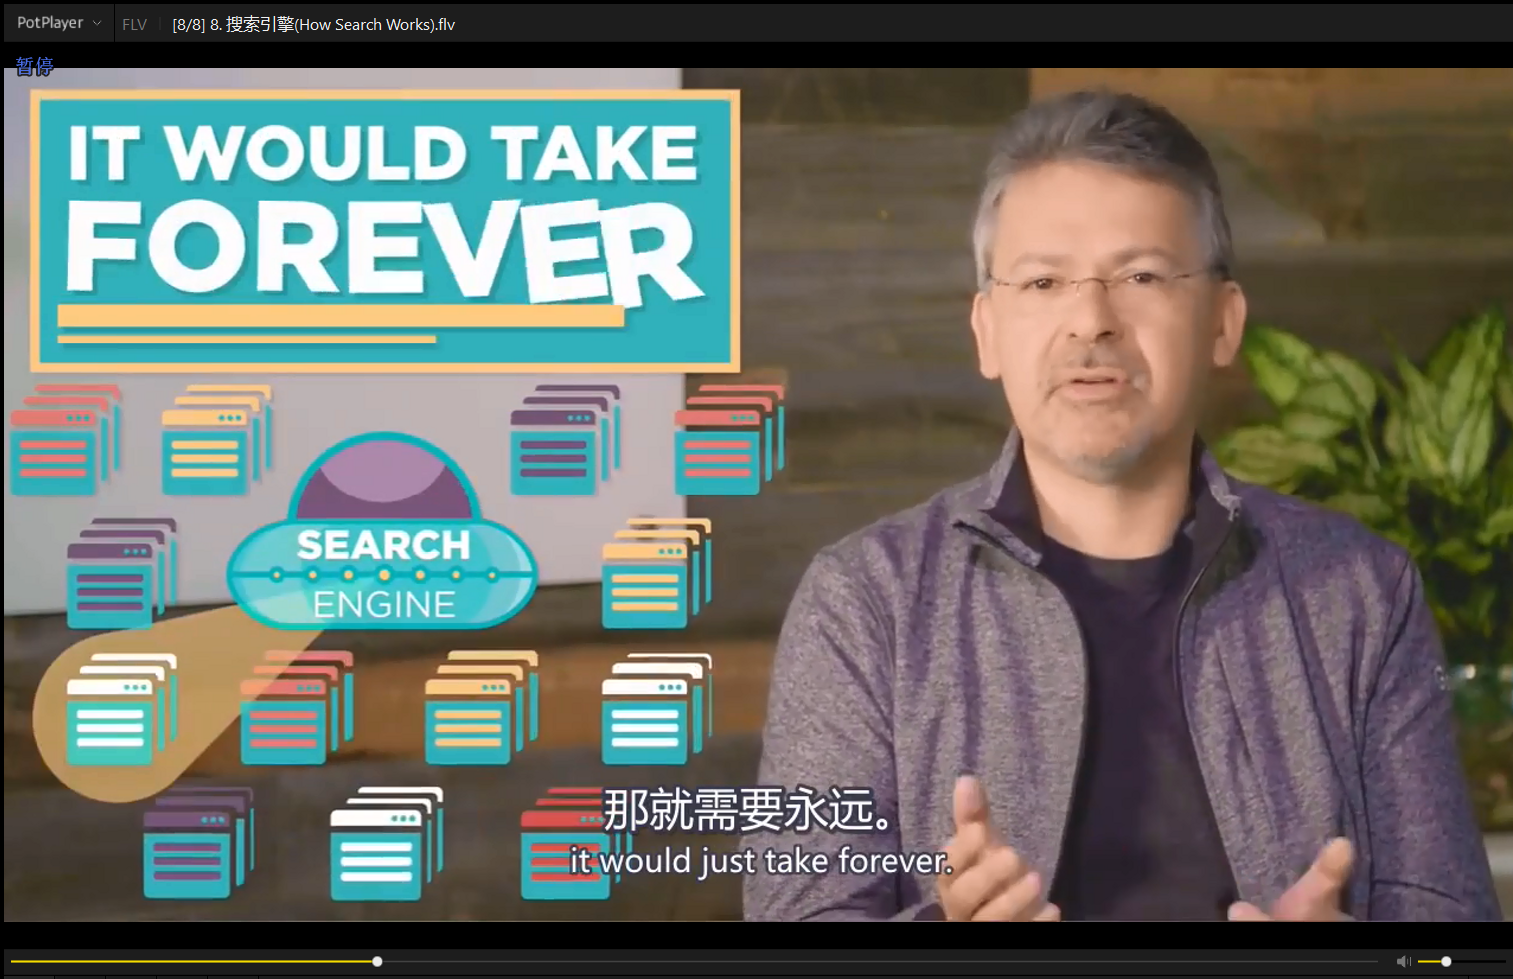 PotPlayer
FLV
[8/8] 8. 搜索引擎(How Search Works).flv
暂停
IT WOULD TAKE
FOREVER
SEARCH
ENGINE
那就需要永远。
it would just take forever.